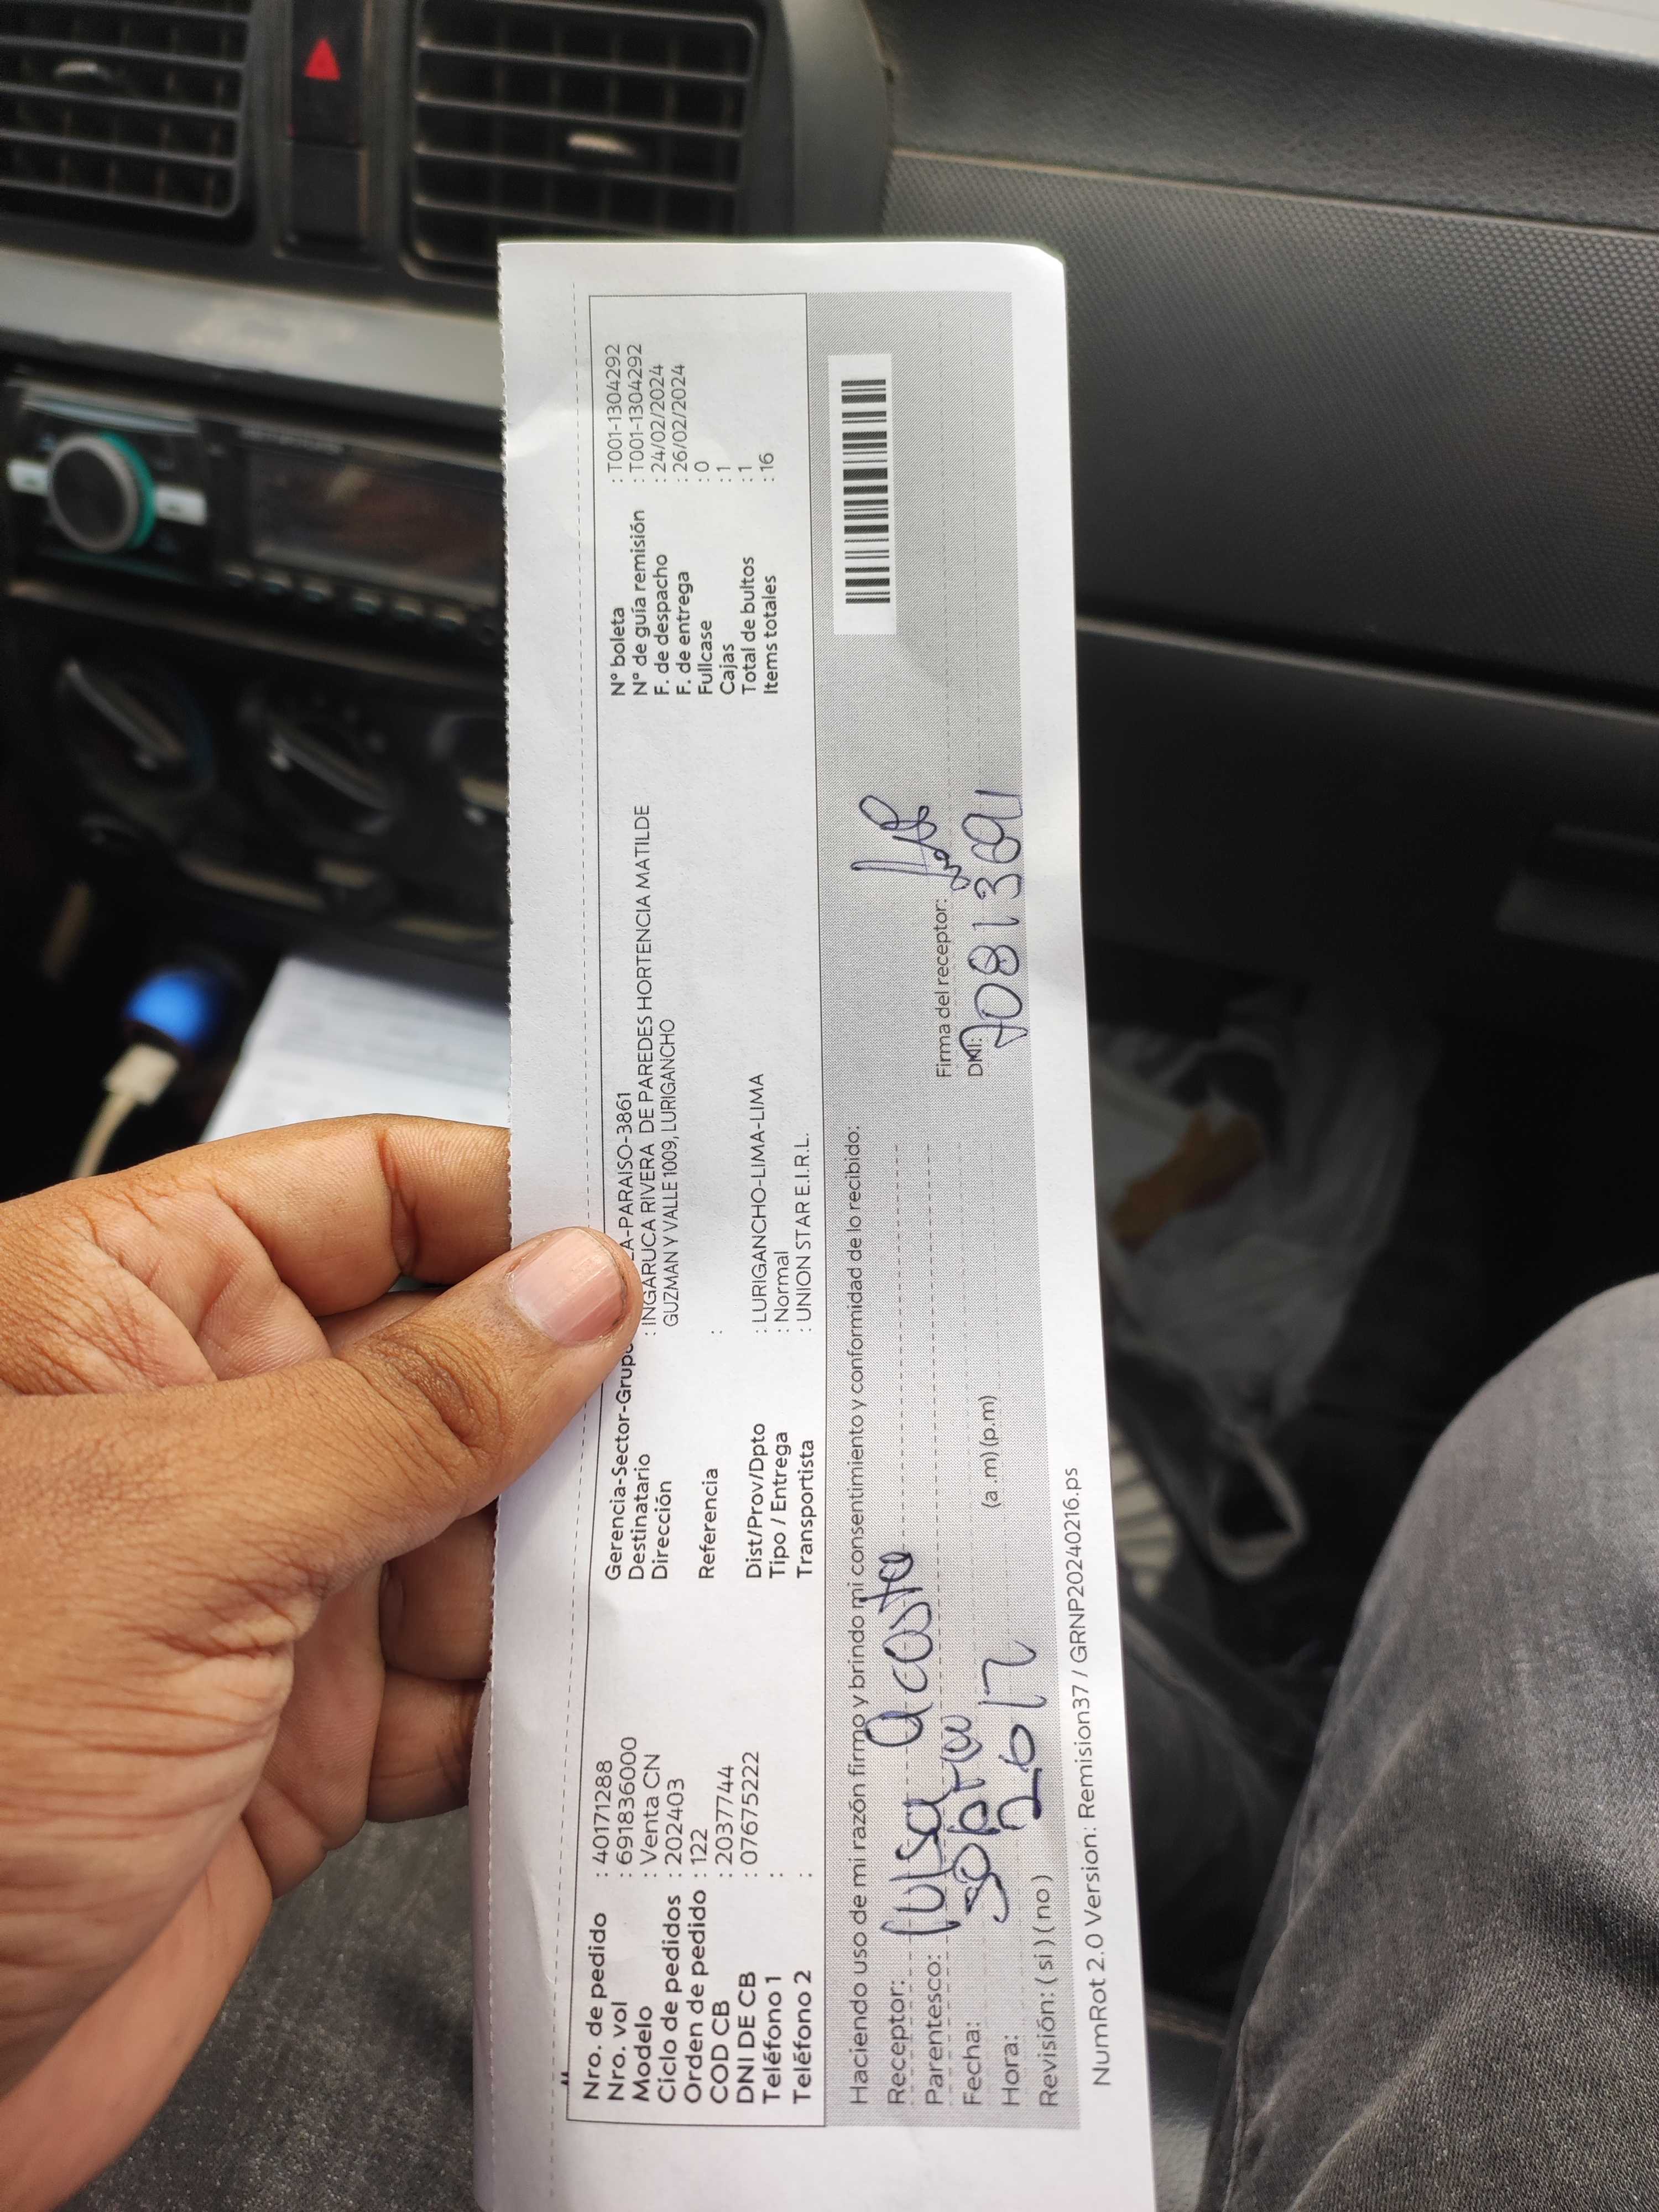 Nro. de pedido : 40171288
Nro. vol : 691836000
Modelo : Venta CN
Ciclo de pedidos : 202403
Orden de pedido : 122
COD CB : 2037744
DNI DE CB : 07675222
Teléfono 1 :
Teléfono 2 :
Gerencia-Sector-Grupo A-PARAISO-3861
Destinatario : INGARUCA RIVERA DE PAREDES HORTENCIA MATILDE
Dirección GUZMAN Y VALLE 1009, LURIGANCHO
Referencia :
Dist/Prov/Dpto : LURIGANCHO-LIMA-LIMA
Tipo / Entrega : Normal
Transportista : UNION STAR E.I.R.L.
N° boleta : T001-1304292
N° de guía remisión : T001-1304292
F. de despacho : 24/02/2024
F. de entrega : 26/02/2024
Fullcase : 0
Cajas : 1
Total de bultos : 1
Items totales : 16
Haciendo uso de mi razón firmo y brindo mi consentimiento y conformidad de lo recibido:
Receptor: acosta
Parentesco:
Fecha: 26/2
Hora: (a .m) (p.m)
Revisión: ( si ) ( no )
Firma del receptor:
DNI:
NumRot 2.0 Version: Remision37 / GRNP20240216.ps